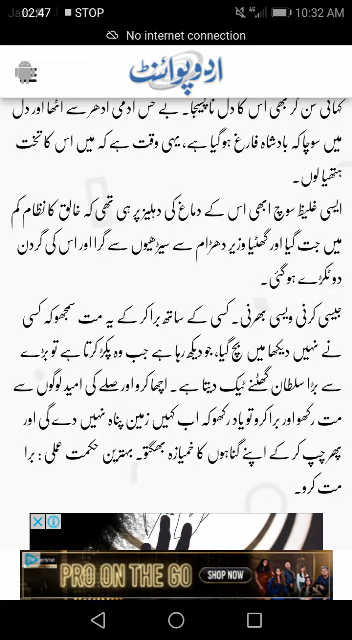 02:47 STOP
4G 10:32 AM
No internet connection
اردوپوائنٹ
کہانی سن کر بھی اس کا دل نا پسیجا۔ بے حس آدمی ادھر سے اٹھا اور دل
میں سوچا کہ بادشاہ فارغ ہو گیا ہے، یہی وقت ہے کہ میں اس کا تخت
ہتھیا لوں۔
ایسی غلیظ سوچ ابھی اس کے دماغ کی دہلیز پر ہی تھی کہ خالق کا نظام کم
میں جت گیا اور گھٹیا وزیر دھڑام سے سیڑھیوں سے گرا اور اس کی گردن
دو ٹکڑے ہو گئی۔
جیسی کرنی ویسی بھرنی۔ کسی کے ساتھ برا کر کے یہ مت سمجھو کہ کسی
نے نہیں دیکھا میں بچ گیا، جو دیکھ رہا ہے جب وہ پکڑ کرتا ہے تو بڑے
سے بڑا سلطان گھٹنے ٹیک دیتا ہے۔ اچھا کرو اور صلے کی امید لوگوں سے
مت رکھو اور برا کرو تو یاد رکھو کہ اب کہیں زمین پناہ نہیں دے گی اور
پھر چپ کر کے اپنے گناہوں کا خمیازہ بھگتو۔ بہترین حکمت عملی: برا
مت کرو۔
PRO ON THE GO SHOP NOW